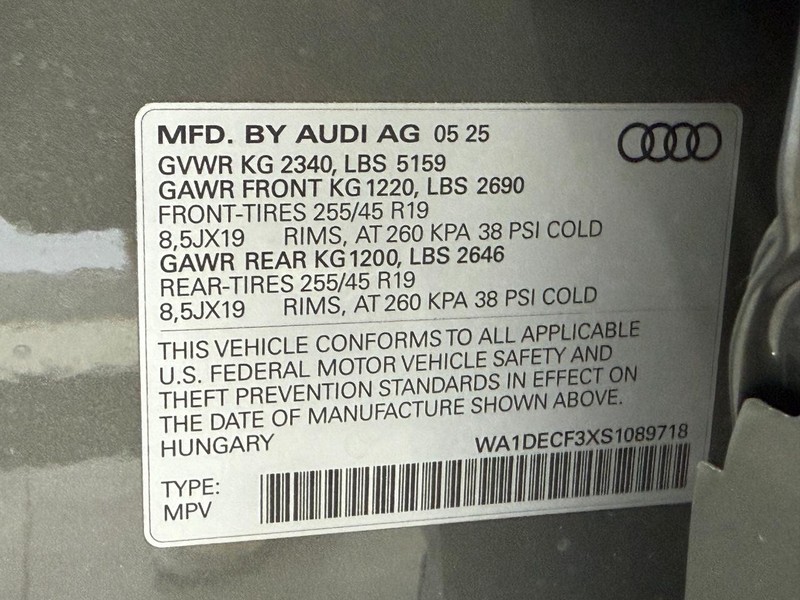 MFD. BY AUDI AG 05 25
GVWR KG 2340, LBS 5159
GAWR FRONT KG 1220, LBS 2690
FRONT-TIRES 255/45 R19
8,5JX19 RIMS, AT 260 KPA 38 PSI COLD
GAWR REAR KG 1200, LBS 2646
REAR-TIRES 255/45 R19
8,5JX19 RIMS, AT 260 KPA 38 PSI COLD
THIS VEHICLE CONFORMS TO ALL APPLICABLE
U.S. FEDERAL MOTOR VEHICLE SAFETY AND
THEFT PREVENTION STANDARDS IN EFFECT ON
THE DATE OF MANUFACTURE SHOWN ABOVE.
HUNGARY WA1DECF3XS1089718
TYPE:
MPV